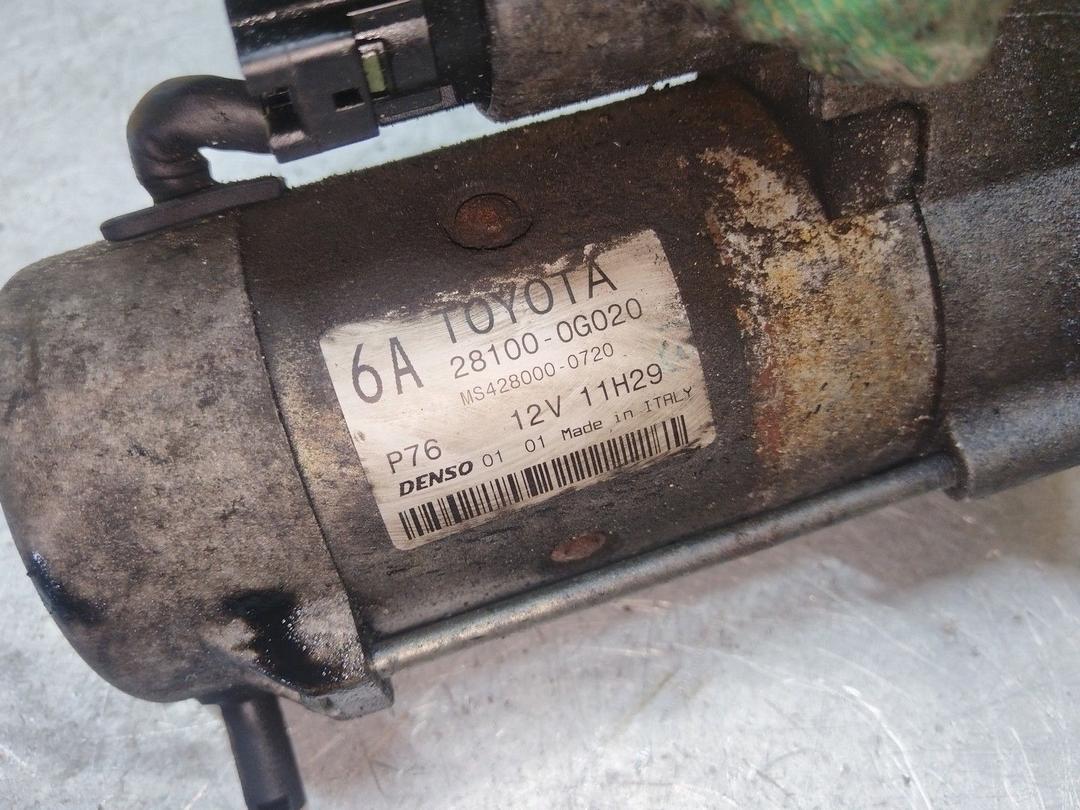 6A TOYOTA
28100-0G020
MS428000-0720
P76 12V 11H29
DENSO 01 01 Made in ITALY